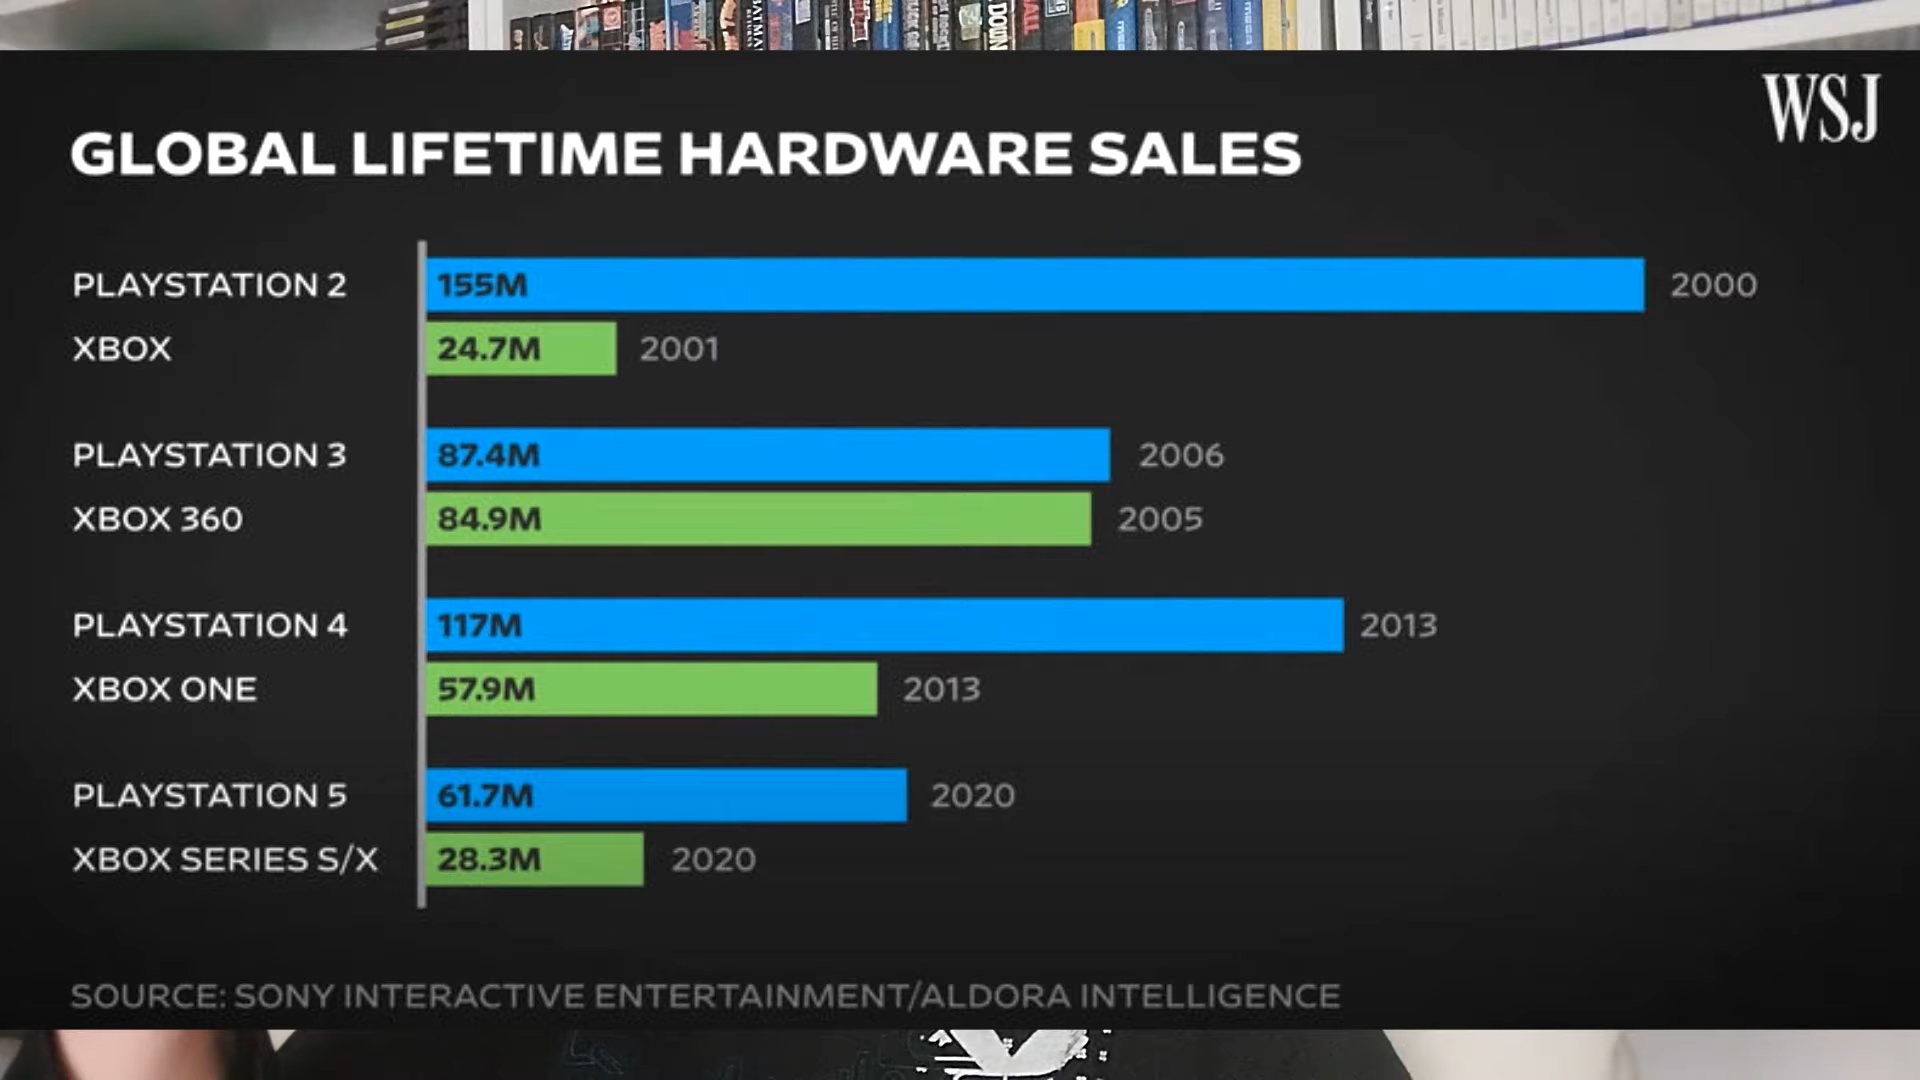 WSJ
GLOBAL LIFETIME HARDWARE SALES
PLAYSTATION 2 155M 2000
XBOX 24.7M 2001
PLAYSTATION 3 87.4M 2006
XBOX 360 84.9M 2005
PLAYSTATION 4 117M 2013
XBOX ONE 57.9M 2013
PLAYSTATION 5 61.7M 2020
XBOX SERIES S/X 28.3M 2020
SOURCE: SONY INTERACTIVE ENTERTAINMENT/ALDORA INTELLIGENCE